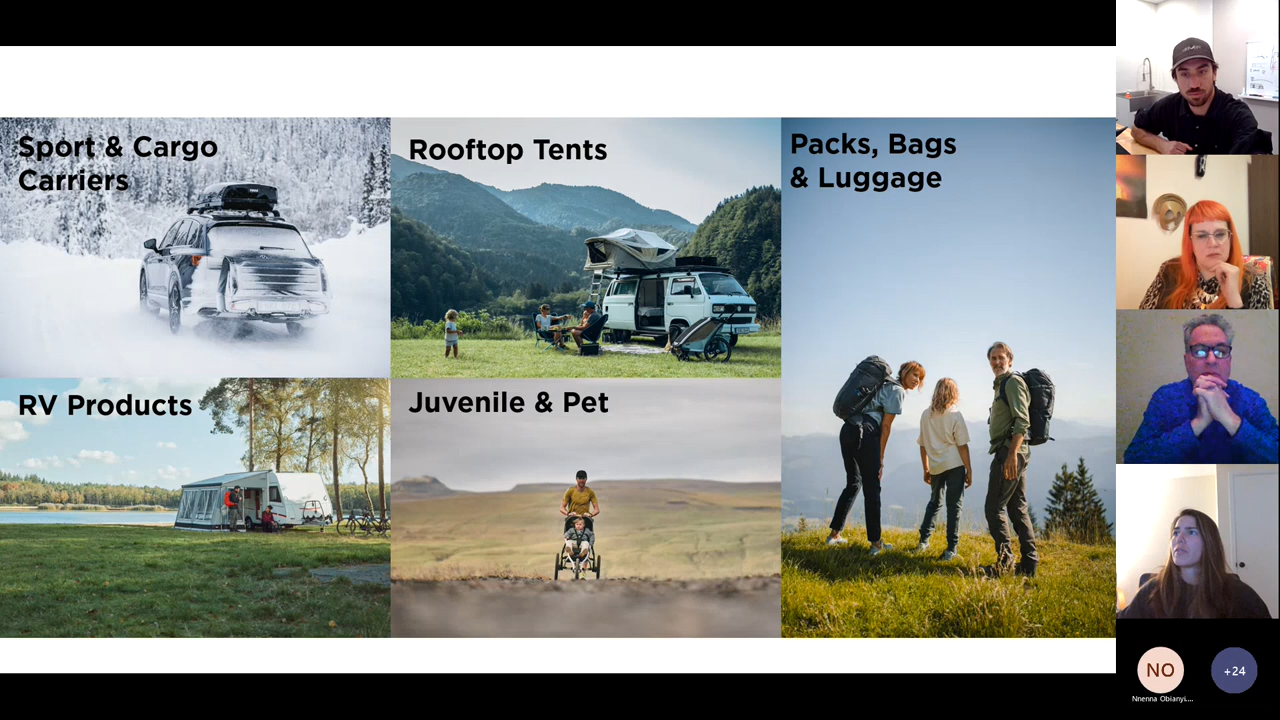 Sport & Cargo
Carriers
Rooftop Tents
Packs, Bags
& Luggage
RV Products
Juvenile & Pet
NO
+24
Nnenna Obianyi....